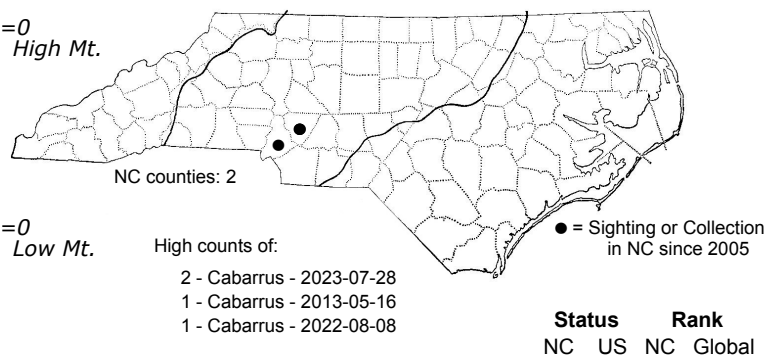 =0
High Mt.
NC counties: 2
=0
Low Mt.
High counts of:
2 - Cabarrus - 2023-07-28
1 - Cabarrus - 2013-05-16
1 - Cabarrus - 2022-08-08
● = Sighting or Collection
in NC since 2005
Status Rank
NC US NC Global